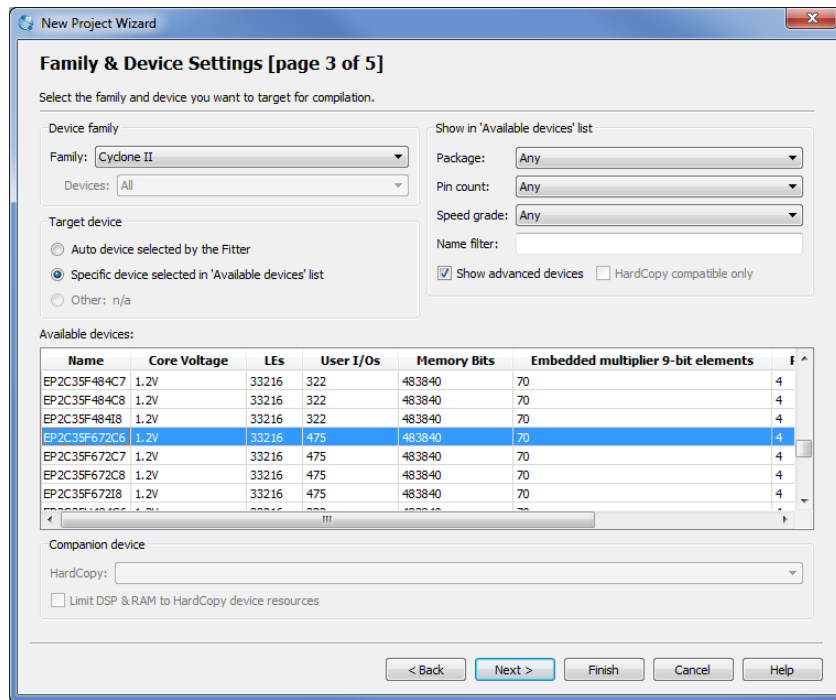 New Project Wizard
Family & Device Settings [page 3 of 5]
Select the family and device you want to target for compilation.
Device family
Family: Cyclone II
Devices: All
Show in 'Available devices' list
Package: Any
Pin count: Any
Speed grade: Any
Name filter:
Show advanced devices HardCopy compatible only
Target device
Auto device selected by the Fitter
Specific device selected in 'Available devices' list
Other: n/a
Available devices:
Name Core Voltage LEs User I/Os Memory Bits Embedded multiplier 9-bit elements
EP2C35F484C7 1.2V 33216 322 483840 70 4
EP2C35F484C8 1.2V 33216 322 483840 70 4
EP2C35F484I8 1.2V 33216 322 483840 70 4
EP2C35F672C6 1.2V 33216 475 483840 70 4
EP2C35F672C7 1.2V 33216 475 483840 70 4
EP2C35F672C8 1.2V 33216 475 483840 70 4
EP2C35F672I8 1.2V 33216 475 483840 70 4
Companion device
HardCopy:
Limit DSP & RAM to HardCopy device resources
< Back Next > Finish Cancel Help